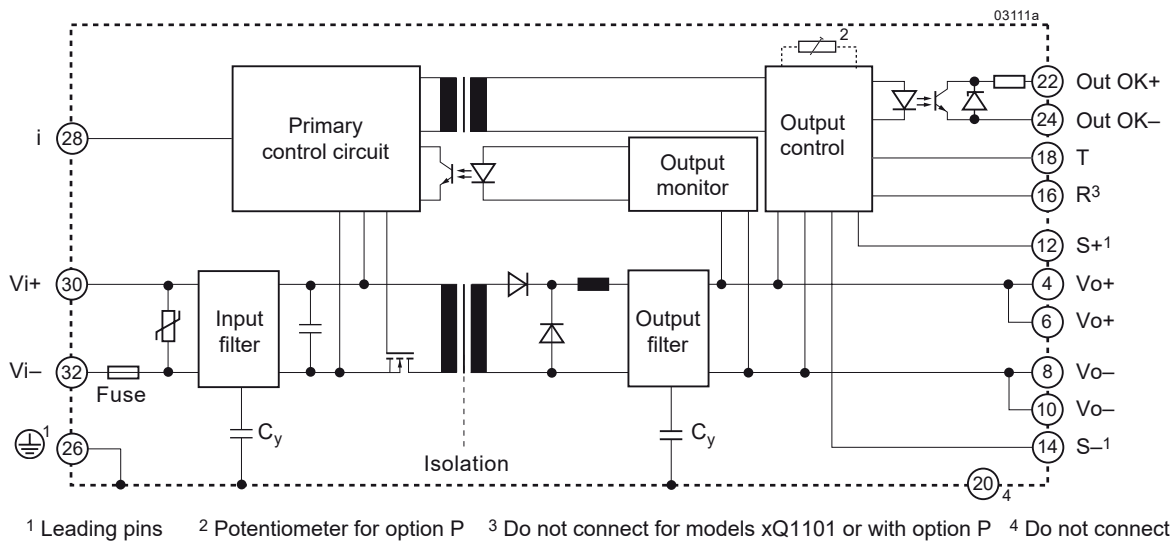 03111a
2
22 Out OK+
Primary
control circuit
Output
control
i 28
24 Out OK–
Output
monitor
18 T
16 R3
12 S+1
Vi+ 30
4 Vo+
Input
filter
Output
filter
6 Vo+
Vi– 32
8 Vo–
Fuse
10 Vo–
Cy
Cy
1 26
14 S–1
Isolation
20 4
1 Leading pins 2 Potentiometer for option P 3 Do not connect for models xQ1101 or with option P 4 Do not connect